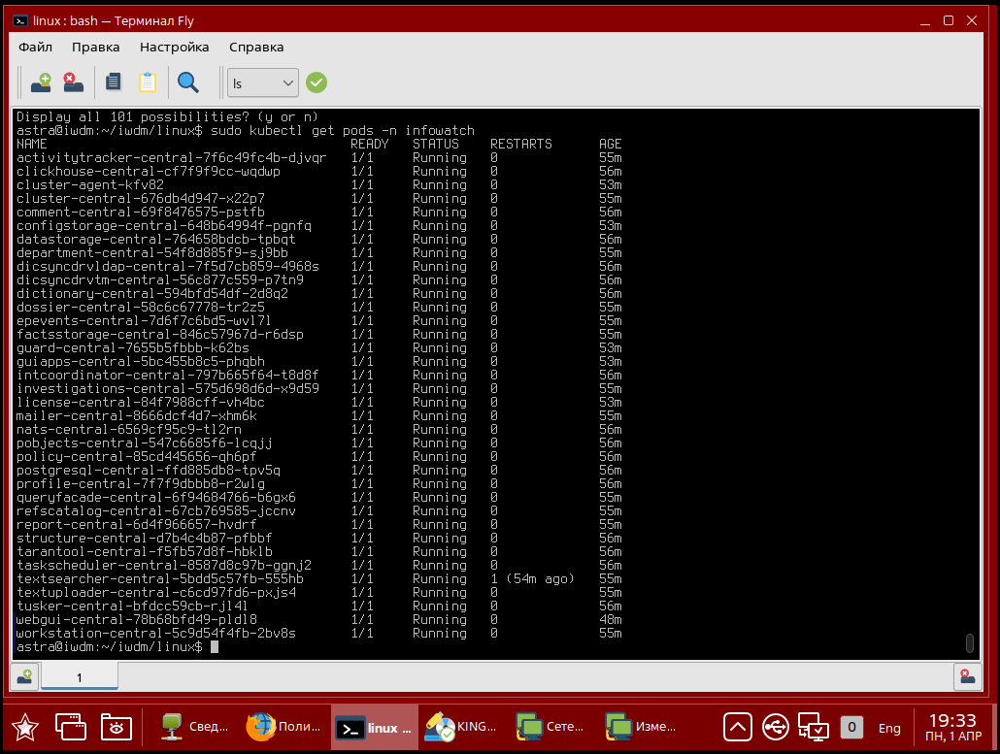 linux : bash — Терминал Fly
Файл Правка Настройка Справка
ls
Display all 101 possibilities? (y or n)
astra@iwdm:~/iwdm/linux$ sudo kubectl get pods -n infowatch
NAME READY STATUS RESTARTS AGE
activitytracker-central-7f6c49fc4b-djvqr 1/1 Running 0 55m
clickhouse-central-cf7f9f9cc-wqdwp 1/1 Running 0 56m
cluster-agent-kfv82 1/1 Running 0 53m
cluster-central-676db4d947-x22p7 1/1 Running 0 55m
comment-central-69f8476575-pstfb 1/1 Running 0 55m
configstorage-central-648b64994f-pgnfq 1/1 Running 0 53m
datastorage-central-764658bdcb-tpbqt 1/1 Running 0 56m
department-central-54f8d885f9-sj9bb 1/1 Running 0 55m
dicsyncdrvldap-central-7f5d7cb859-4968s 1/1 Running 0 56m
dicsyncdrvtm-central-56c877c559-p7tn9 1/1 Running 0 56m
dictionary-central-594bfd54df-2d8q2 1/1 Running 0 56m
dossier-central-58c6c67778-tr2z5 1/1 Running 0 55m
epevents-central-7d6f7c6bd5-wvl7l 1/1 Running 0 55m
factsstorage-central-846c57967d-r6dsp 1/1 Running 0 55m
guard-central-7655b5fbbb-k62bs 1/1 Running 0 53m
guiapps-central-5bc455b8c5-phqbh 1/1 Running 0 53m
intcoordinator-central-797b665f64-t8d8f 1/1 Running 0 56m
investigations-central-575d698d6d-x9d59 1/1 Running 0 55m
license-central-84f7988cff-vh4bc 1/1 Running 0 53m
mailer-central-8666dcf4d7-xhm6k 1/1 Running 0 55m
nats-central-6569cf95c9-tl2rn 1/1 Running 0 56m
pobjects-central-547c6685f6-lcqjj 1/1 Running 0 56m
policy-central-85cd445656-qh6pf 1/1 Running 0 56m
postgresql-central-ffd885db8-tpv5q 1/1 Running 0 56m
profile-central-7f7f9dbbb8-r2wlg 1/1 Running 0 56m
queryfacade-central-6f94684766-b6gx6 1/1 Running 0 55m
refscatalog-central-67cb769585-jccnv 1/1 Running 0 55m
report-central-6d4f966657-hvdrf 1/1 Running 0 55m
structure-central-d7b4c4b87-pfbbf 1/1 Running 0 56m
tarantool-central-f5fb57d8f-hbklb 1/1 Running 0 56m
taskscheduler-central-8587d8c97b-ggnj2 1/1 Running 0 56m
textsearcher-central-5bdd5c57fb-555hb 1/1 Running 1 (54m ago) 55m
textuploader-central-c6cd97fd6-pxjs4 1/1 Running 0 55m
tusker-central-bfdcc59cb-rjl4l 1/1 Running 0 56m
webgui-central-78b68bfd49-pldl8 1/1 Running 0 48m
workstation-central-5c9d54f4fb-2bv8s 1/1 Running 0 55m
astra@iwdm:~/iwdm/linux$
1
Свед... Поли... linux ... KING... Сете... Изме... 0 Eng 19:33
ПН, 1 АПР